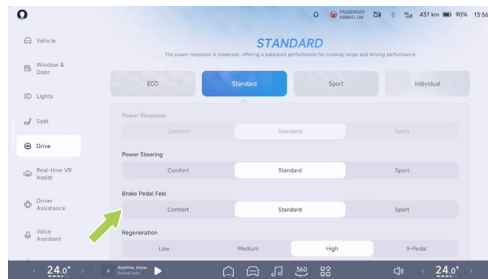 PASSENGER
AIRBAG ON
437 km
90%
13:56
Vehicle
Window &
Door
Lights
Seat
Drive
Real-time VR
Assist
Driver
Assistance
Voice
Assistant
STANDARD
The power response is moderate, offering a balanced performance for cruising range and driving performance.
ECO
Standard
Sport
Individual
Power Response
Comfort
Standard
Sport
Power Steering
Comfort
Standard
Sport
Brake Pedal Feel
Comfort
Standard
Sport
Regeneration
Low
Medium
High
X-Pedal
24.0°
Anytime, Anyw.
360
24.0°